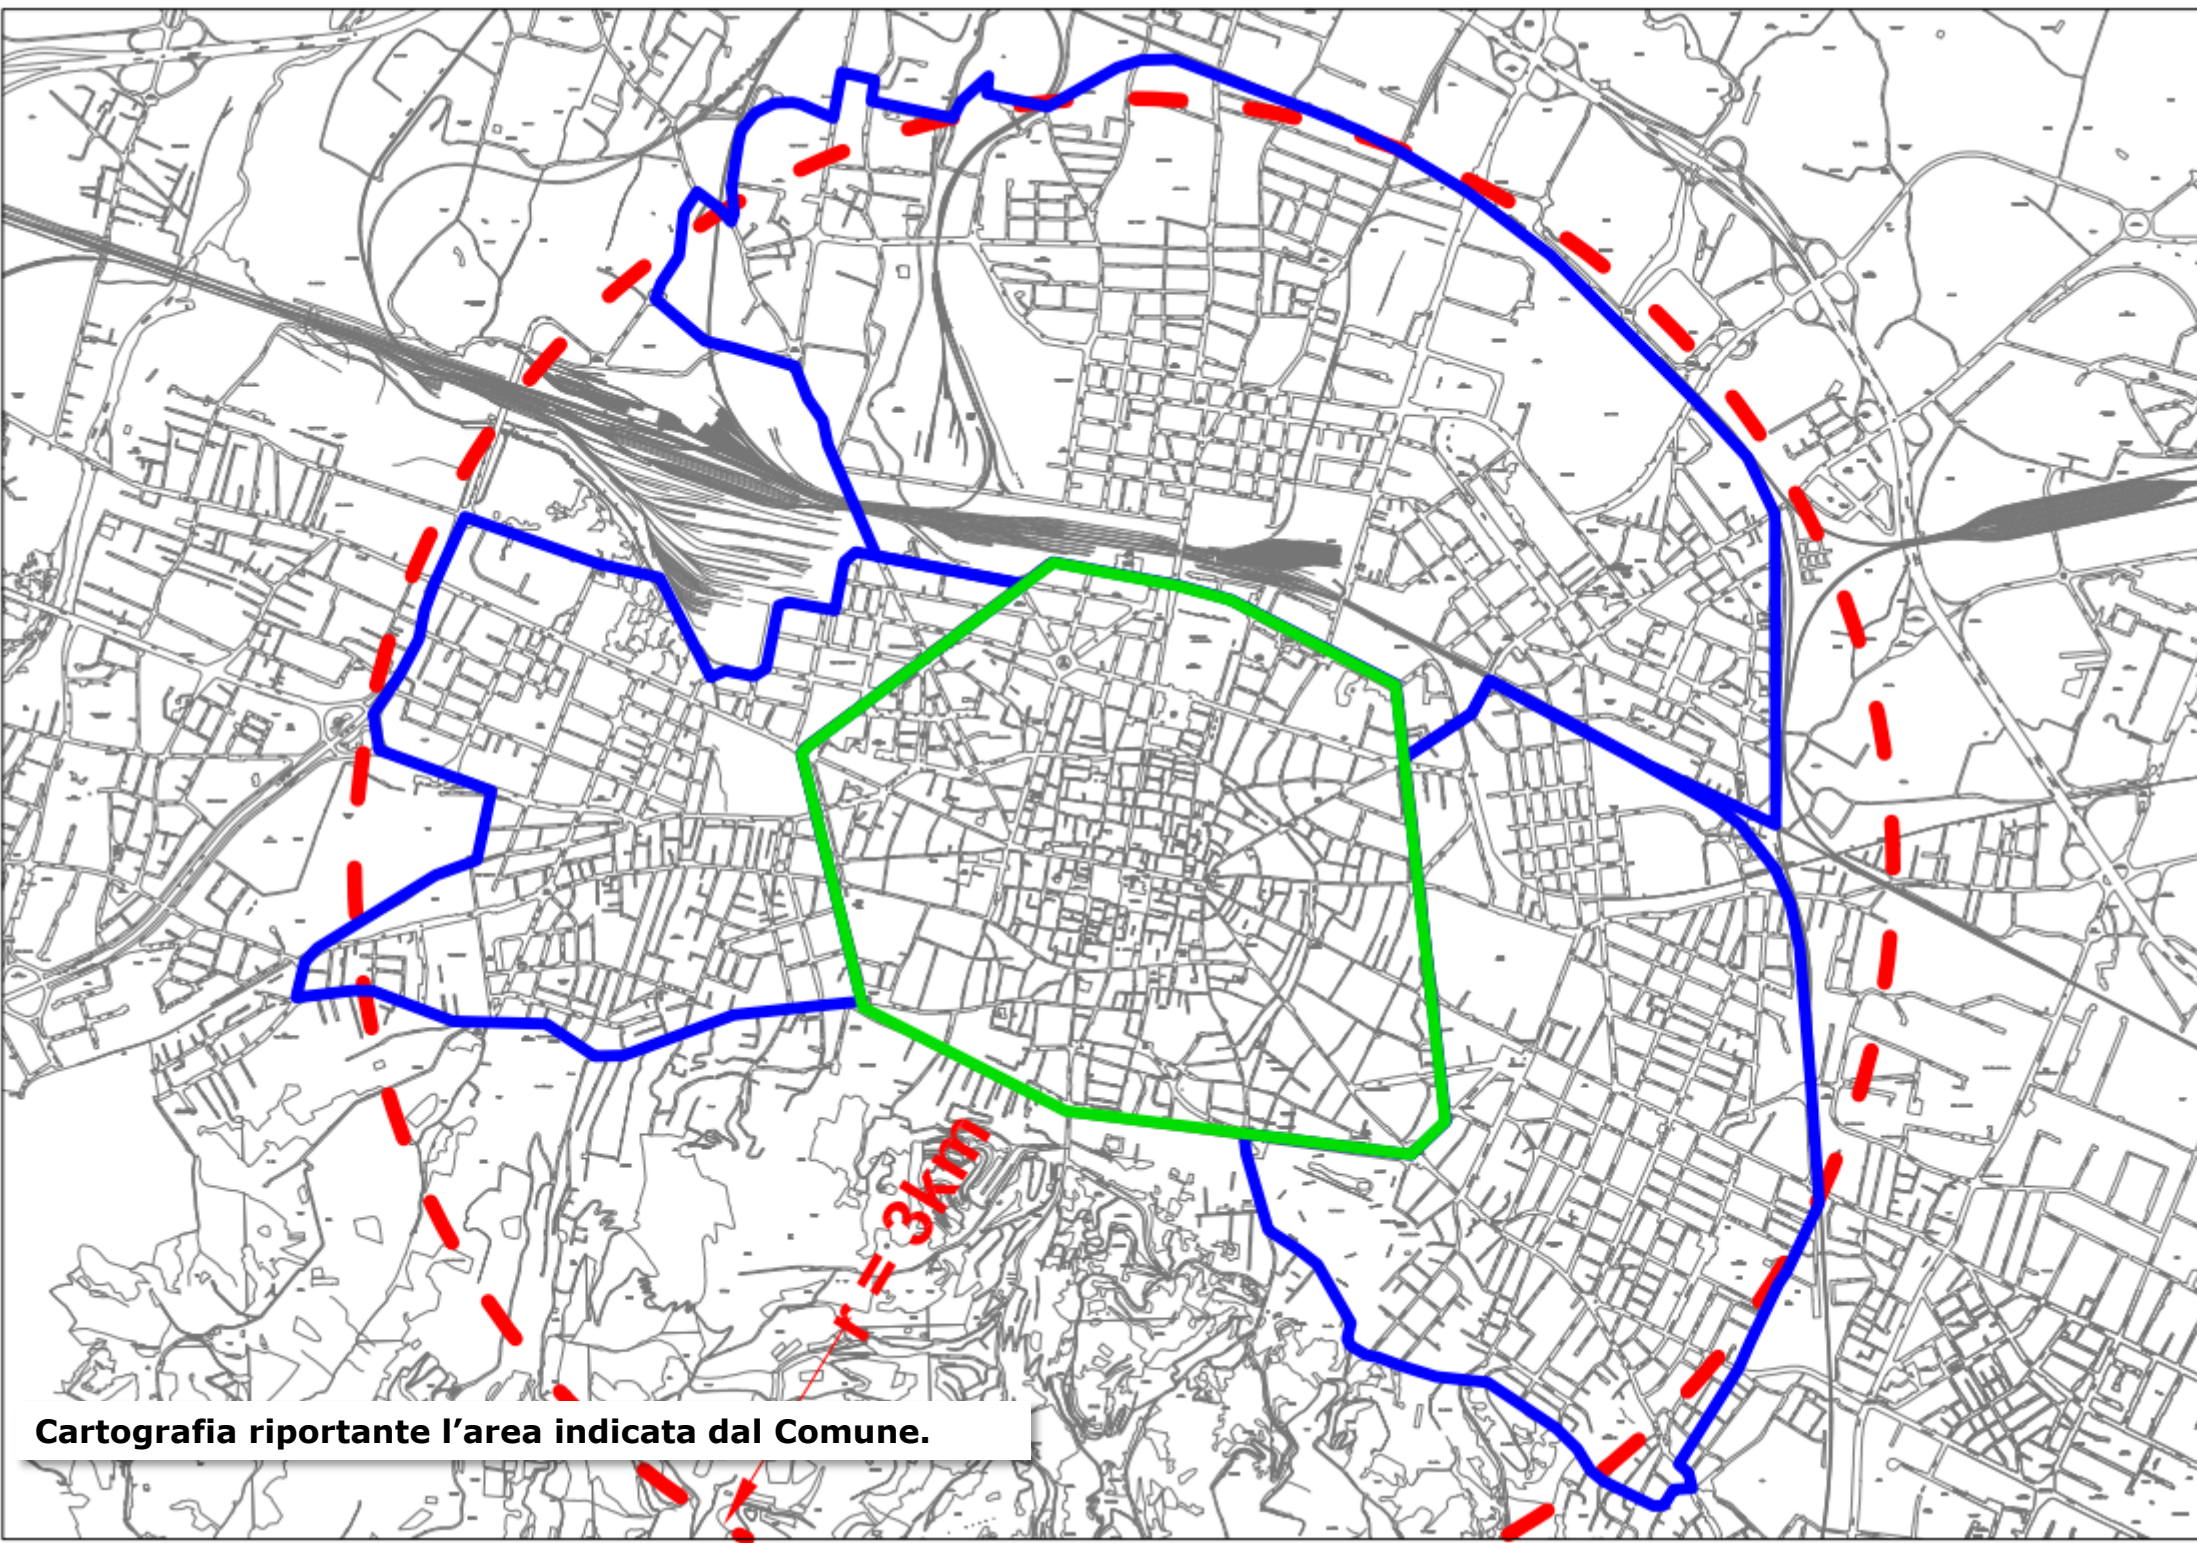 r = 3km
Cartografia riportante l’area indicata dal Comune.